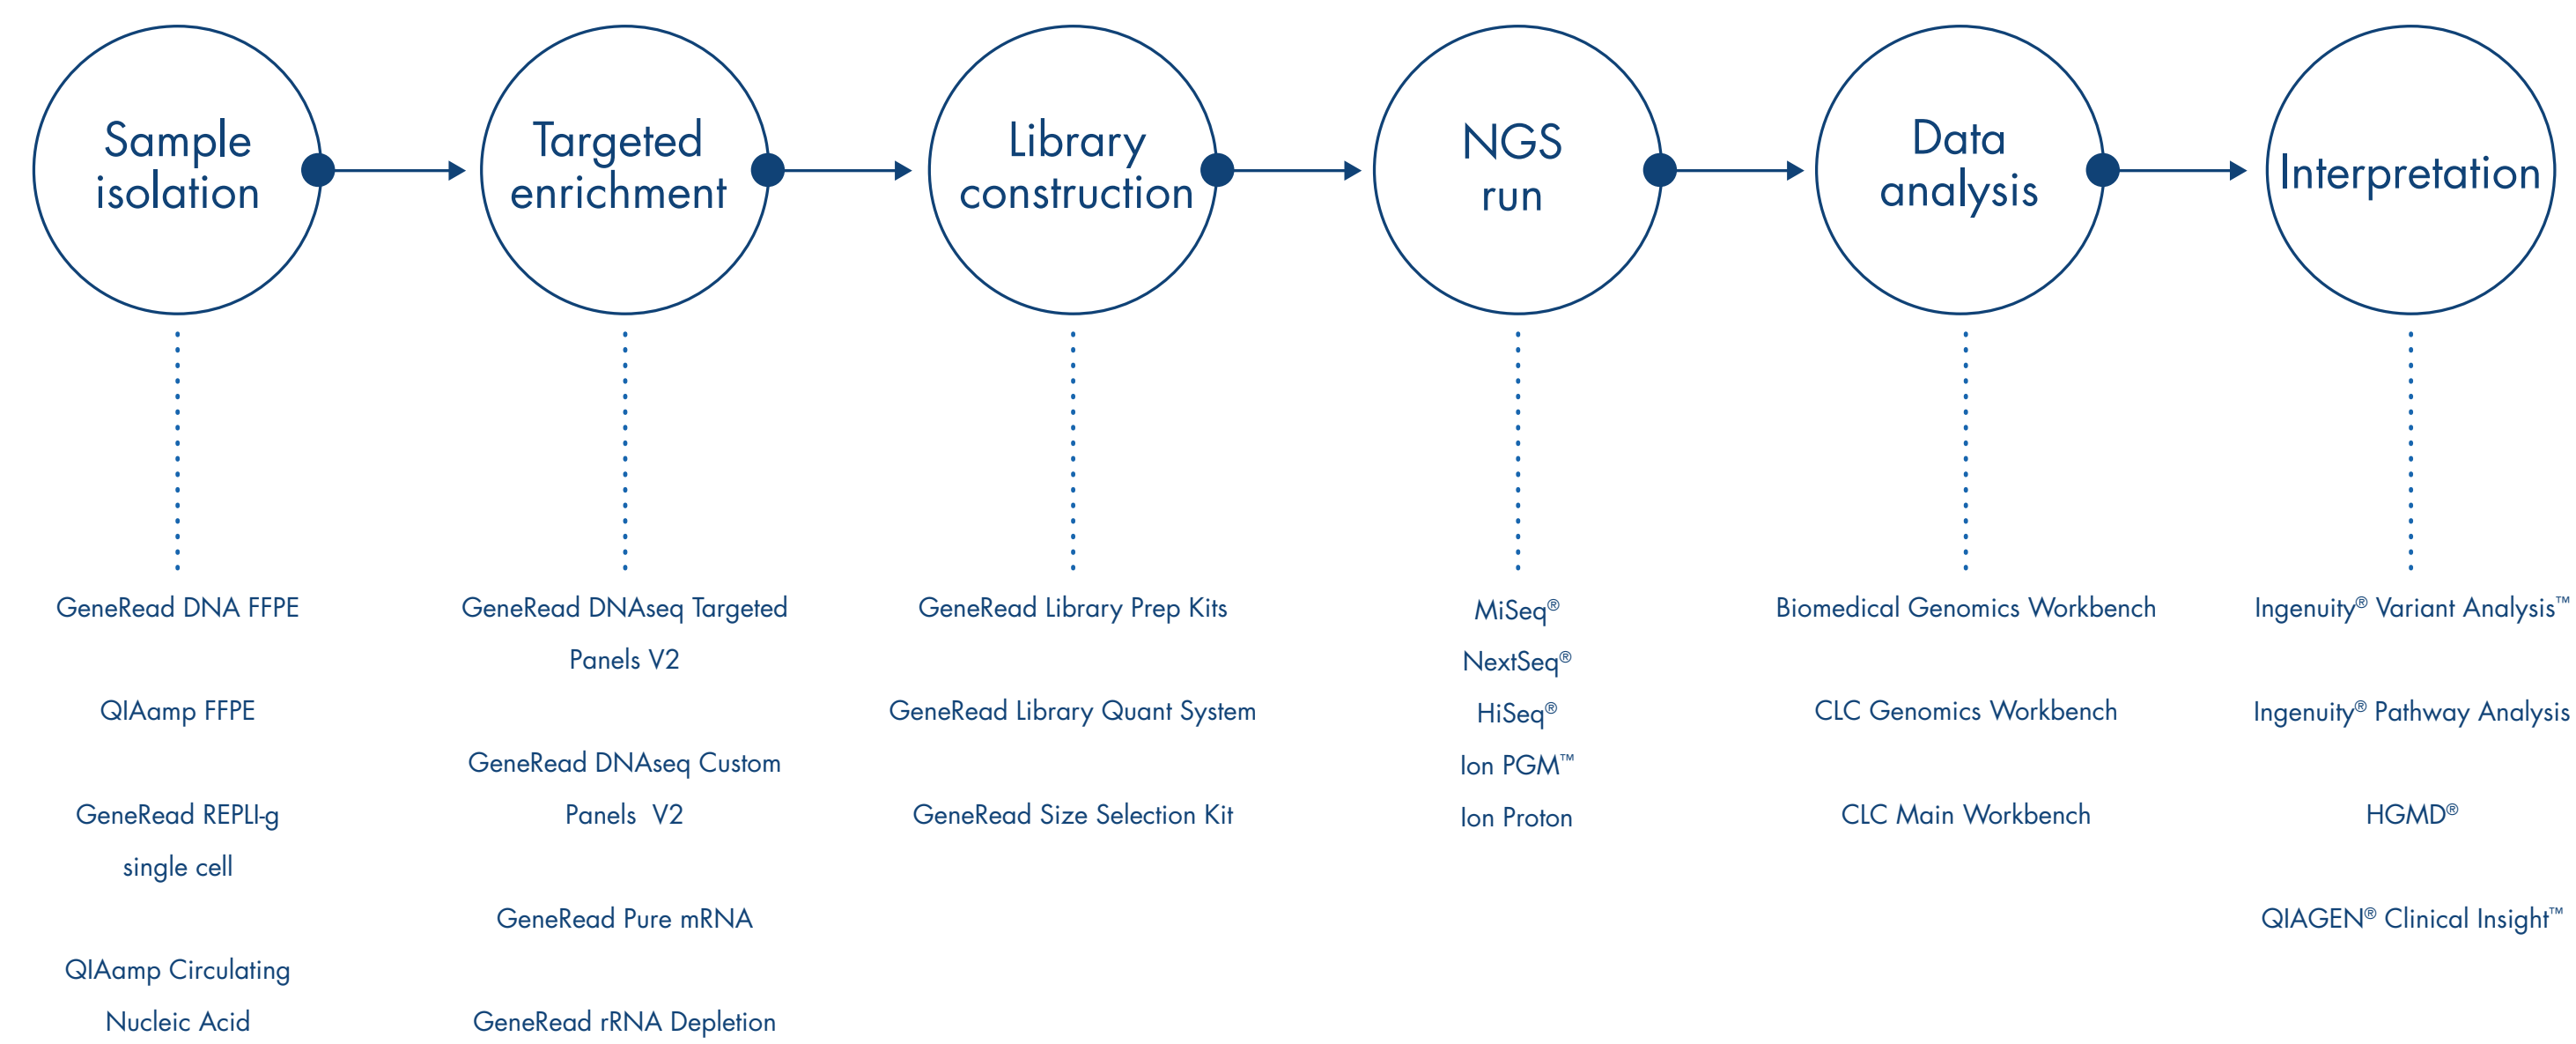 Sample
isolation
Targeted
enrichment
Library
construction
NGS
run
Data
analysis
Interpretation
GeneRead DNA FFPE
QIAamp FFPE
GeneRead REPLI-g
single cell
QIAamp Circulating
Nucleic Acid
GeneRead DNAseq Targeted
Panels V2
GeneRead DNAseq Custom
Panels V2
GeneRead Pure mRNA
GeneRead rRNA Depletion
GeneRead Library Prep Kits
GeneRead Library Quant System
GeneRead Size Selection Kit
MiSeq®
NextSeq®
HiSeq®
Ion PGM™
Ion Proton
Biomedical Genomics Workbench
CLC Genomics Workbench
CLC Main Workbench
Ingenuity® Variant Analysis™
Ingenuity® Pathway Analysis
HGMD®
QIAGEN® Clinical Insight™